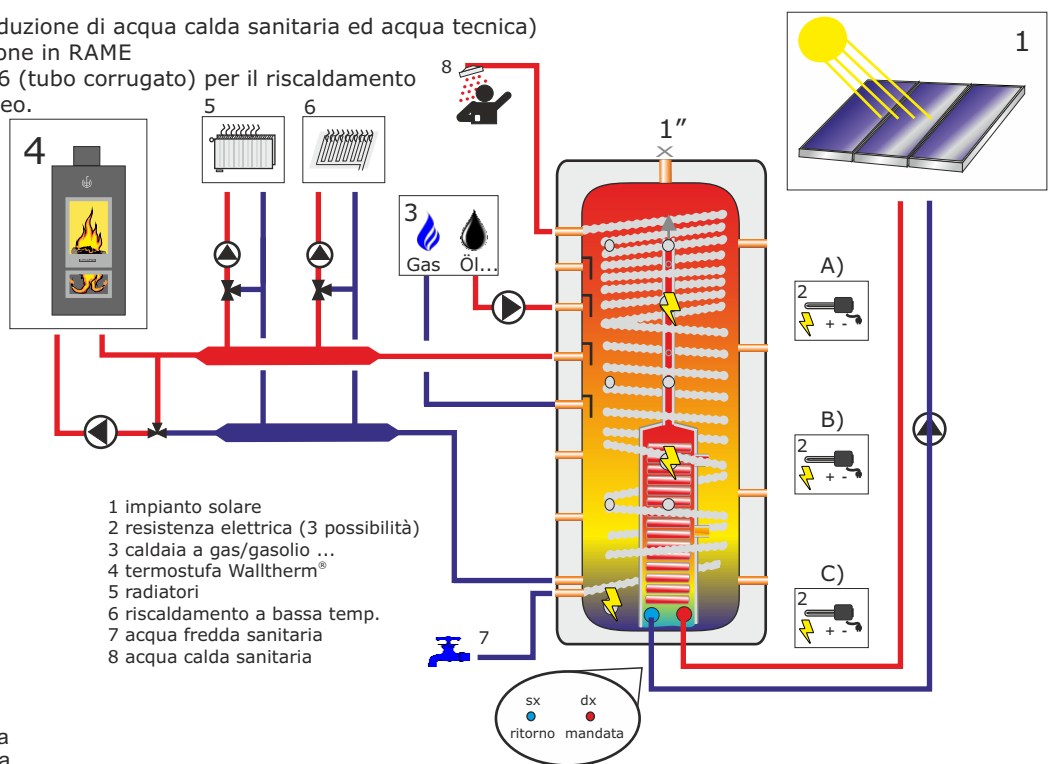 duzione di acqua calda sanitaria ed acqua tecnica)
one in RAME
6 (tubo corrugato) per il riscaldamento
eo.
8
1
5
6
4
1”
3
Gas Öl...
A)
2
+ -
B)
2
+ -
C)
2
+ -
1 impianto solare
2 resistenza elettrica (3 possibilità)
3 caldaia a gas/gasolio ...
4 termostufa Walltherm®
5 radiatori
6 riscaldamento a bassa temp.
7 acqua fredda sanitaria
8 acqua calda sanitaria
7
sx dx
ritorno mandata
a
a